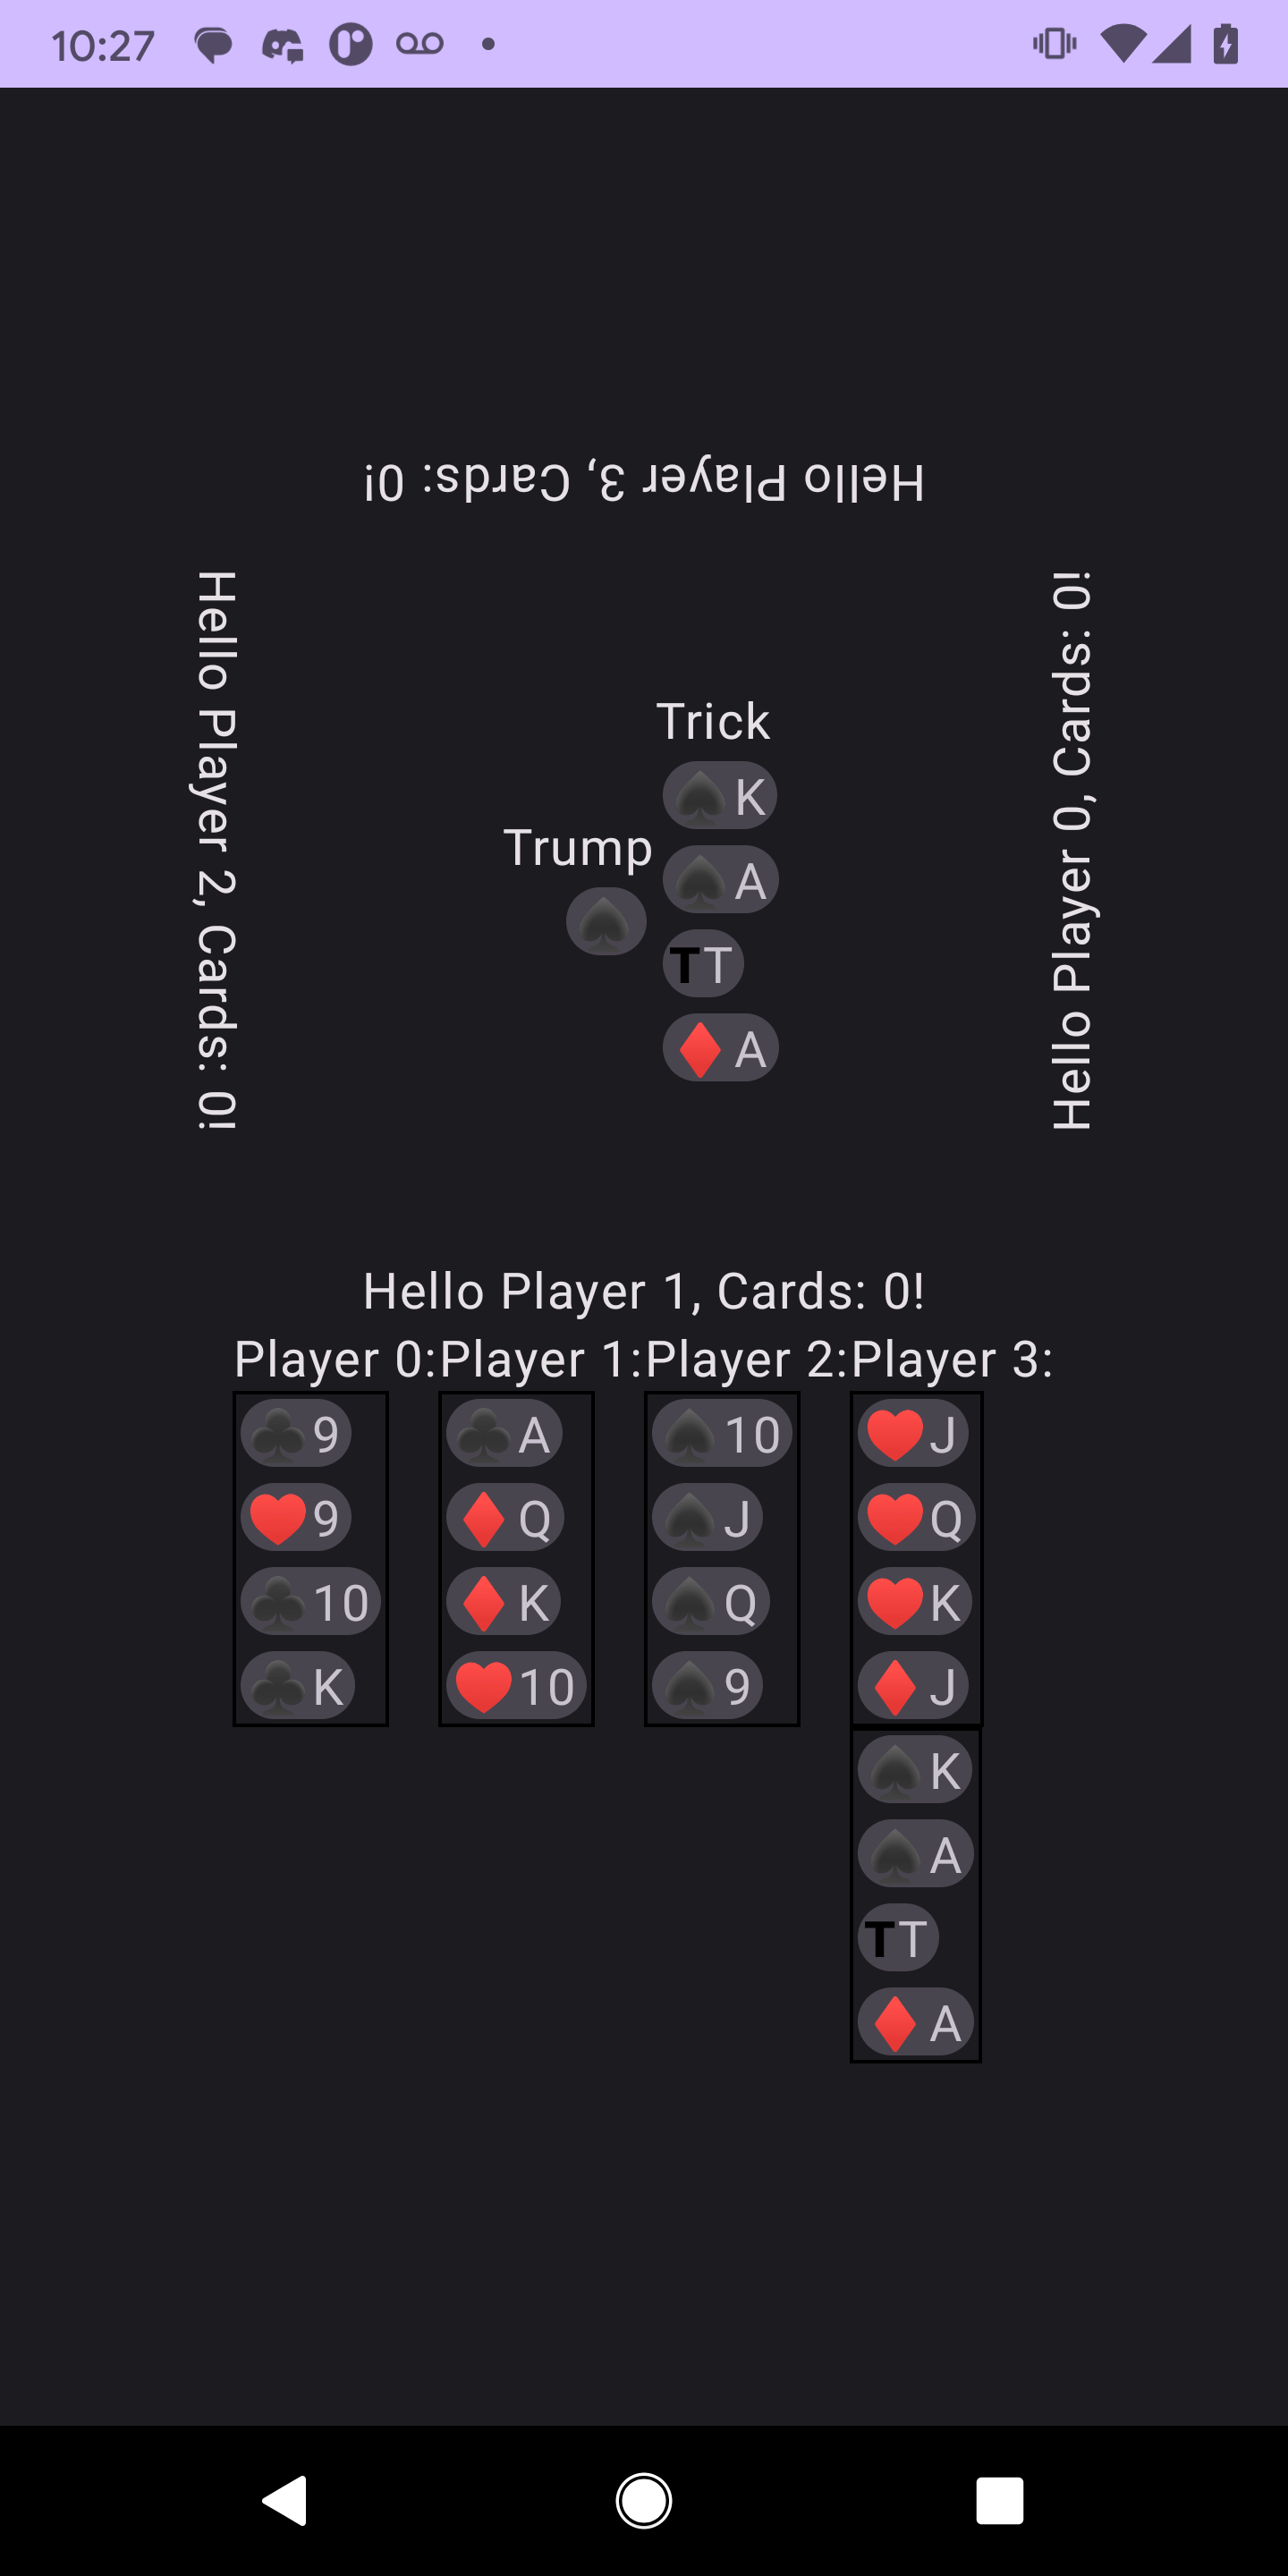 10:27
Hello Player 3, Cards: 0!
Hello Player 2, Cards: 0!
Hello Player 0, Cards: 0!
Trick
♠️K
Trump
♠️A
♠️
TT
♦️A
Hello Player 1, Cards: 0!
Player 0: Player 1: Player 2: Player 3:
♣️9 ♣️A ♠️10 ♥️J
♥️9 ♦️Q ♠️J ♥️Q
♣️10 ♦️K ♠️Q ♥️K
♣️K ♥️10 ♠️9 ♦️J
♠️K
♠️A
TT
♦️A